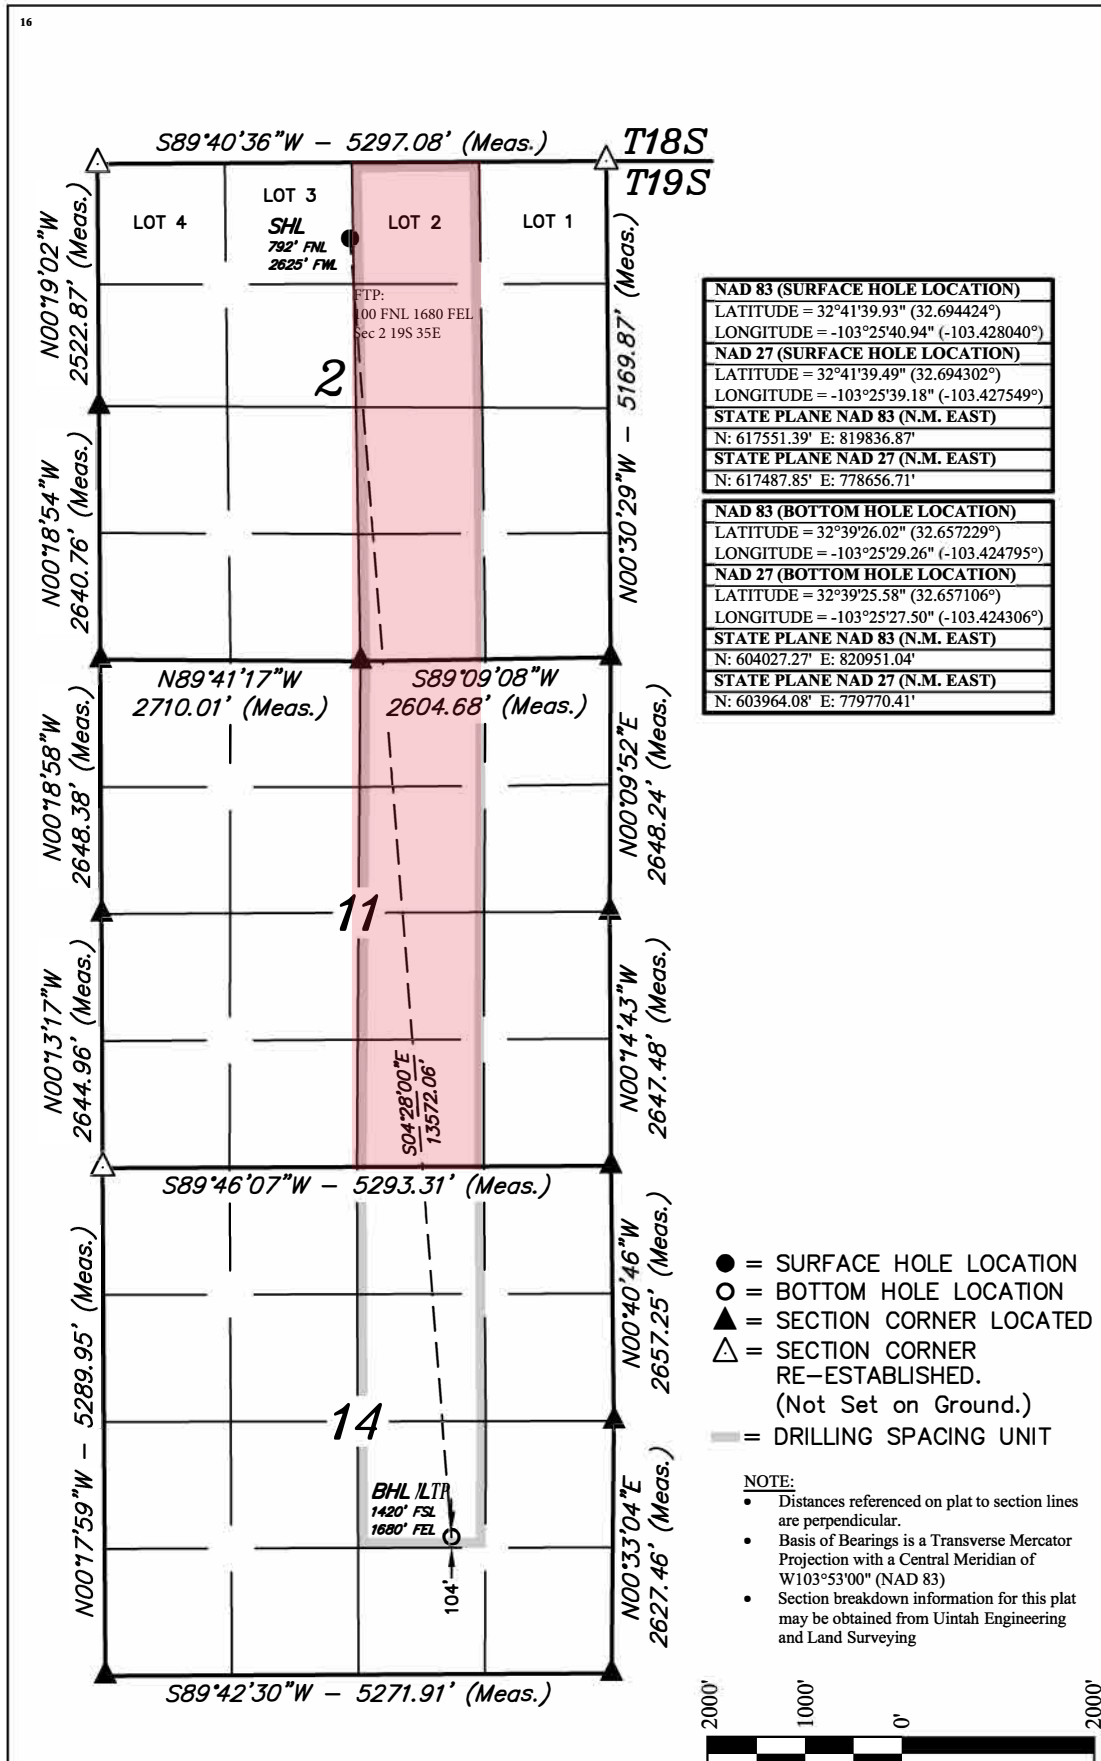 16
S89°40'36"W - 5297.08' (Meas.)
T18S
T19S
N00°19'02"W
2522.87' (Meas.)
LOT 4
LOT 3
LOT 2
LOT 1
SHL
792' FNL
2625' FWL
FTP:
100 FNL 1680 FEL
Sec 2 19S 35E
2
N00°30'29"W - 5169.87' (Meas.)
N00°18'54"W
2640.76' (Meas.)
N89°41'17"W
2710.01' (Meas.)
S89°09'08"W
2604.68' (Meas.)
N00°18'58"W
2648.38' (Meas.)
N00°09'52"E
2648.24' (Meas.)
11
N00°13'17"W
2644.96' (Meas.)
N00°14'43"W
2647.48' (Meas.)
S04°28'00"E
13572.06'
S89°46'07"W - 5293.31' (Meas.)
N00°17'59"W - 5289.95' (Meas.)
N00°40'46"W
2657.25' (Meas.)
14
BHL/LTP
1420' FSL
1680' FEL
104'
N00°33'04"E
2627.46' (Meas.)
S89°42'30"W - 5271.91' (Meas.)
NAD 83 (SURFACE HOLE LOCATION)
LATITUDE = 32°41'39.93" (32.694424°)
LONGITUDE = -103°25'40.94" (-103.428040°)
NAD 27 (SURFACE HOLE LOCATION)
LATITUDE = 32°41'39.49" (32.694302°)
LONGITUDE = -103°25'39.18" (-103.427549°)
STATE PLANE NAD 83 (N.M. EAST)
N: 617551.39' E: 819836.87'
STATE PLANE NAD 27 (N.M. EAST)
N: 617487.85' E: 778656.71'
NAD 83 (BOTTOM HOLE LOCATION)
LATITUDE = 32°39'26.02" (32.657229°)
LONGITUDE = -103°25'29.26" (-103.424795°)
NAD 27 (BOTTOM HOLE LOCATION)
LATITUDE = 32°39'25.58" (32.657106°)
LONGITUDE = -103°25'27.50" (-103.424306°)
STATE PLANE NAD 83 (N.M. EAST)
N: 604027.27' E: 820951.04'
STATE PLANE NAD 27 (N.M. EAST)
N: 603964.08' E: 779770.41'
= SURFACE HOLE LOCATION
= BOTTOM HOLE LOCATION
= SECTION CORNER LOCATED
= SECTION CORNER
RE-ESTABLISHED.
(Not Set on Ground.)
= DRILLING SPACING UNIT
NOTE:
• Distances referenced on plat to section lines
are perpendicular.
• Basis of Bearings is a Transverse Mercator
Projection with a Central Meridian of
W103°53'00" (NAD 83)
• Section breakdown information for this plat
may be obtained from Uintah Engineering
and Land Surveying
2000' 1000' 0' 2000'